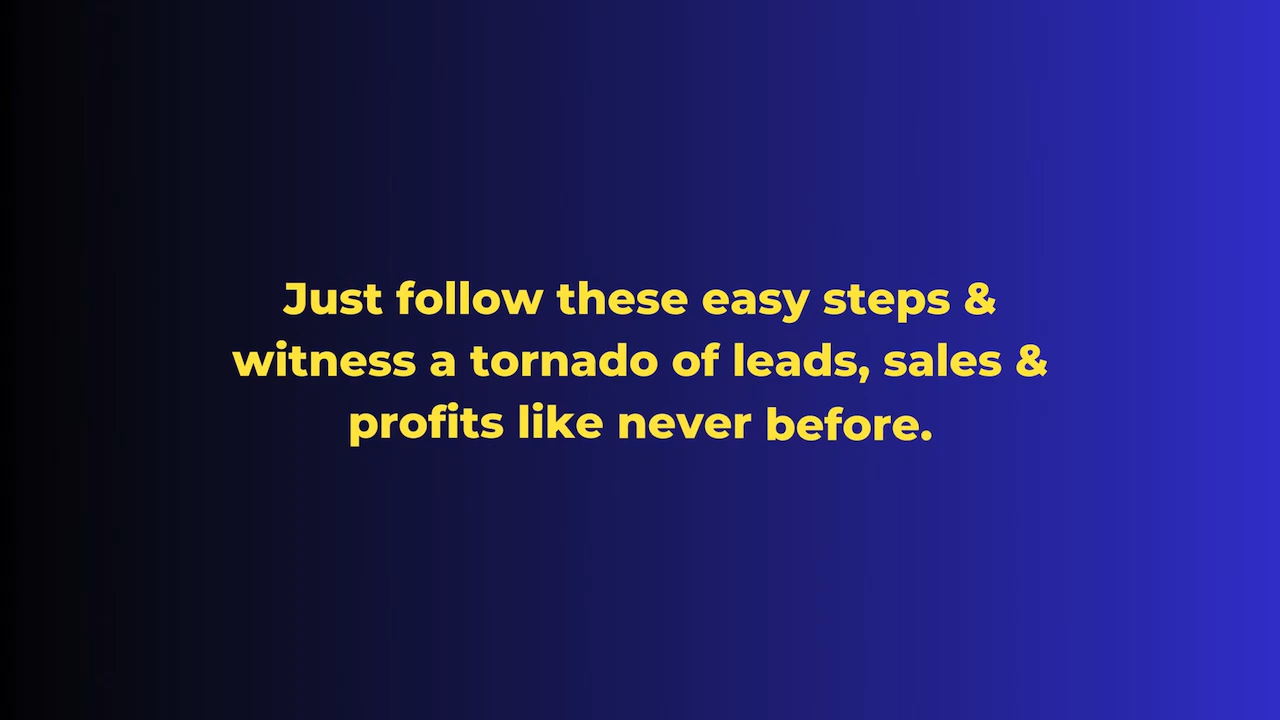 Just follow these easy steps &
witness a tornado of leads, sales &
profits like never before.